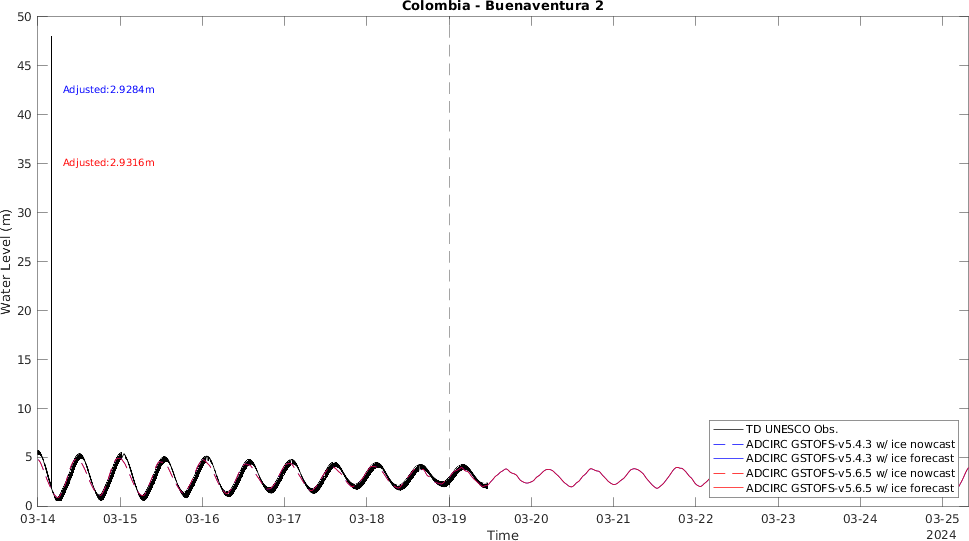 Colombia - Buenaventura 2
50
45
40
35
30
25
20
15
10
5
0
Water Level (m)
Adjusted:2.9284m
Adjusted:2.9316m
TD UNESCO Obs.
ADCIRC GSTOFS-v5.4.3 w/ ice nowcast
ADCIRC GSTOFS-v5.4.3 w/ ice forecast
ADCIRC GSTOFS-v5.6.5 w/ ice nowcast
ADCIRC GSTOFS-v5.6.5 w/ ice forecast
03-14 03-15 03-16 03-17 03-18 03-19 03-20 03-21 03-22 03-23 03-24 03-25
2024
Time